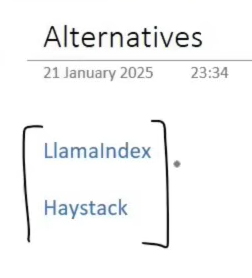 Alternatives
21 January 2025 23:34
LlamaIndex
Haystack